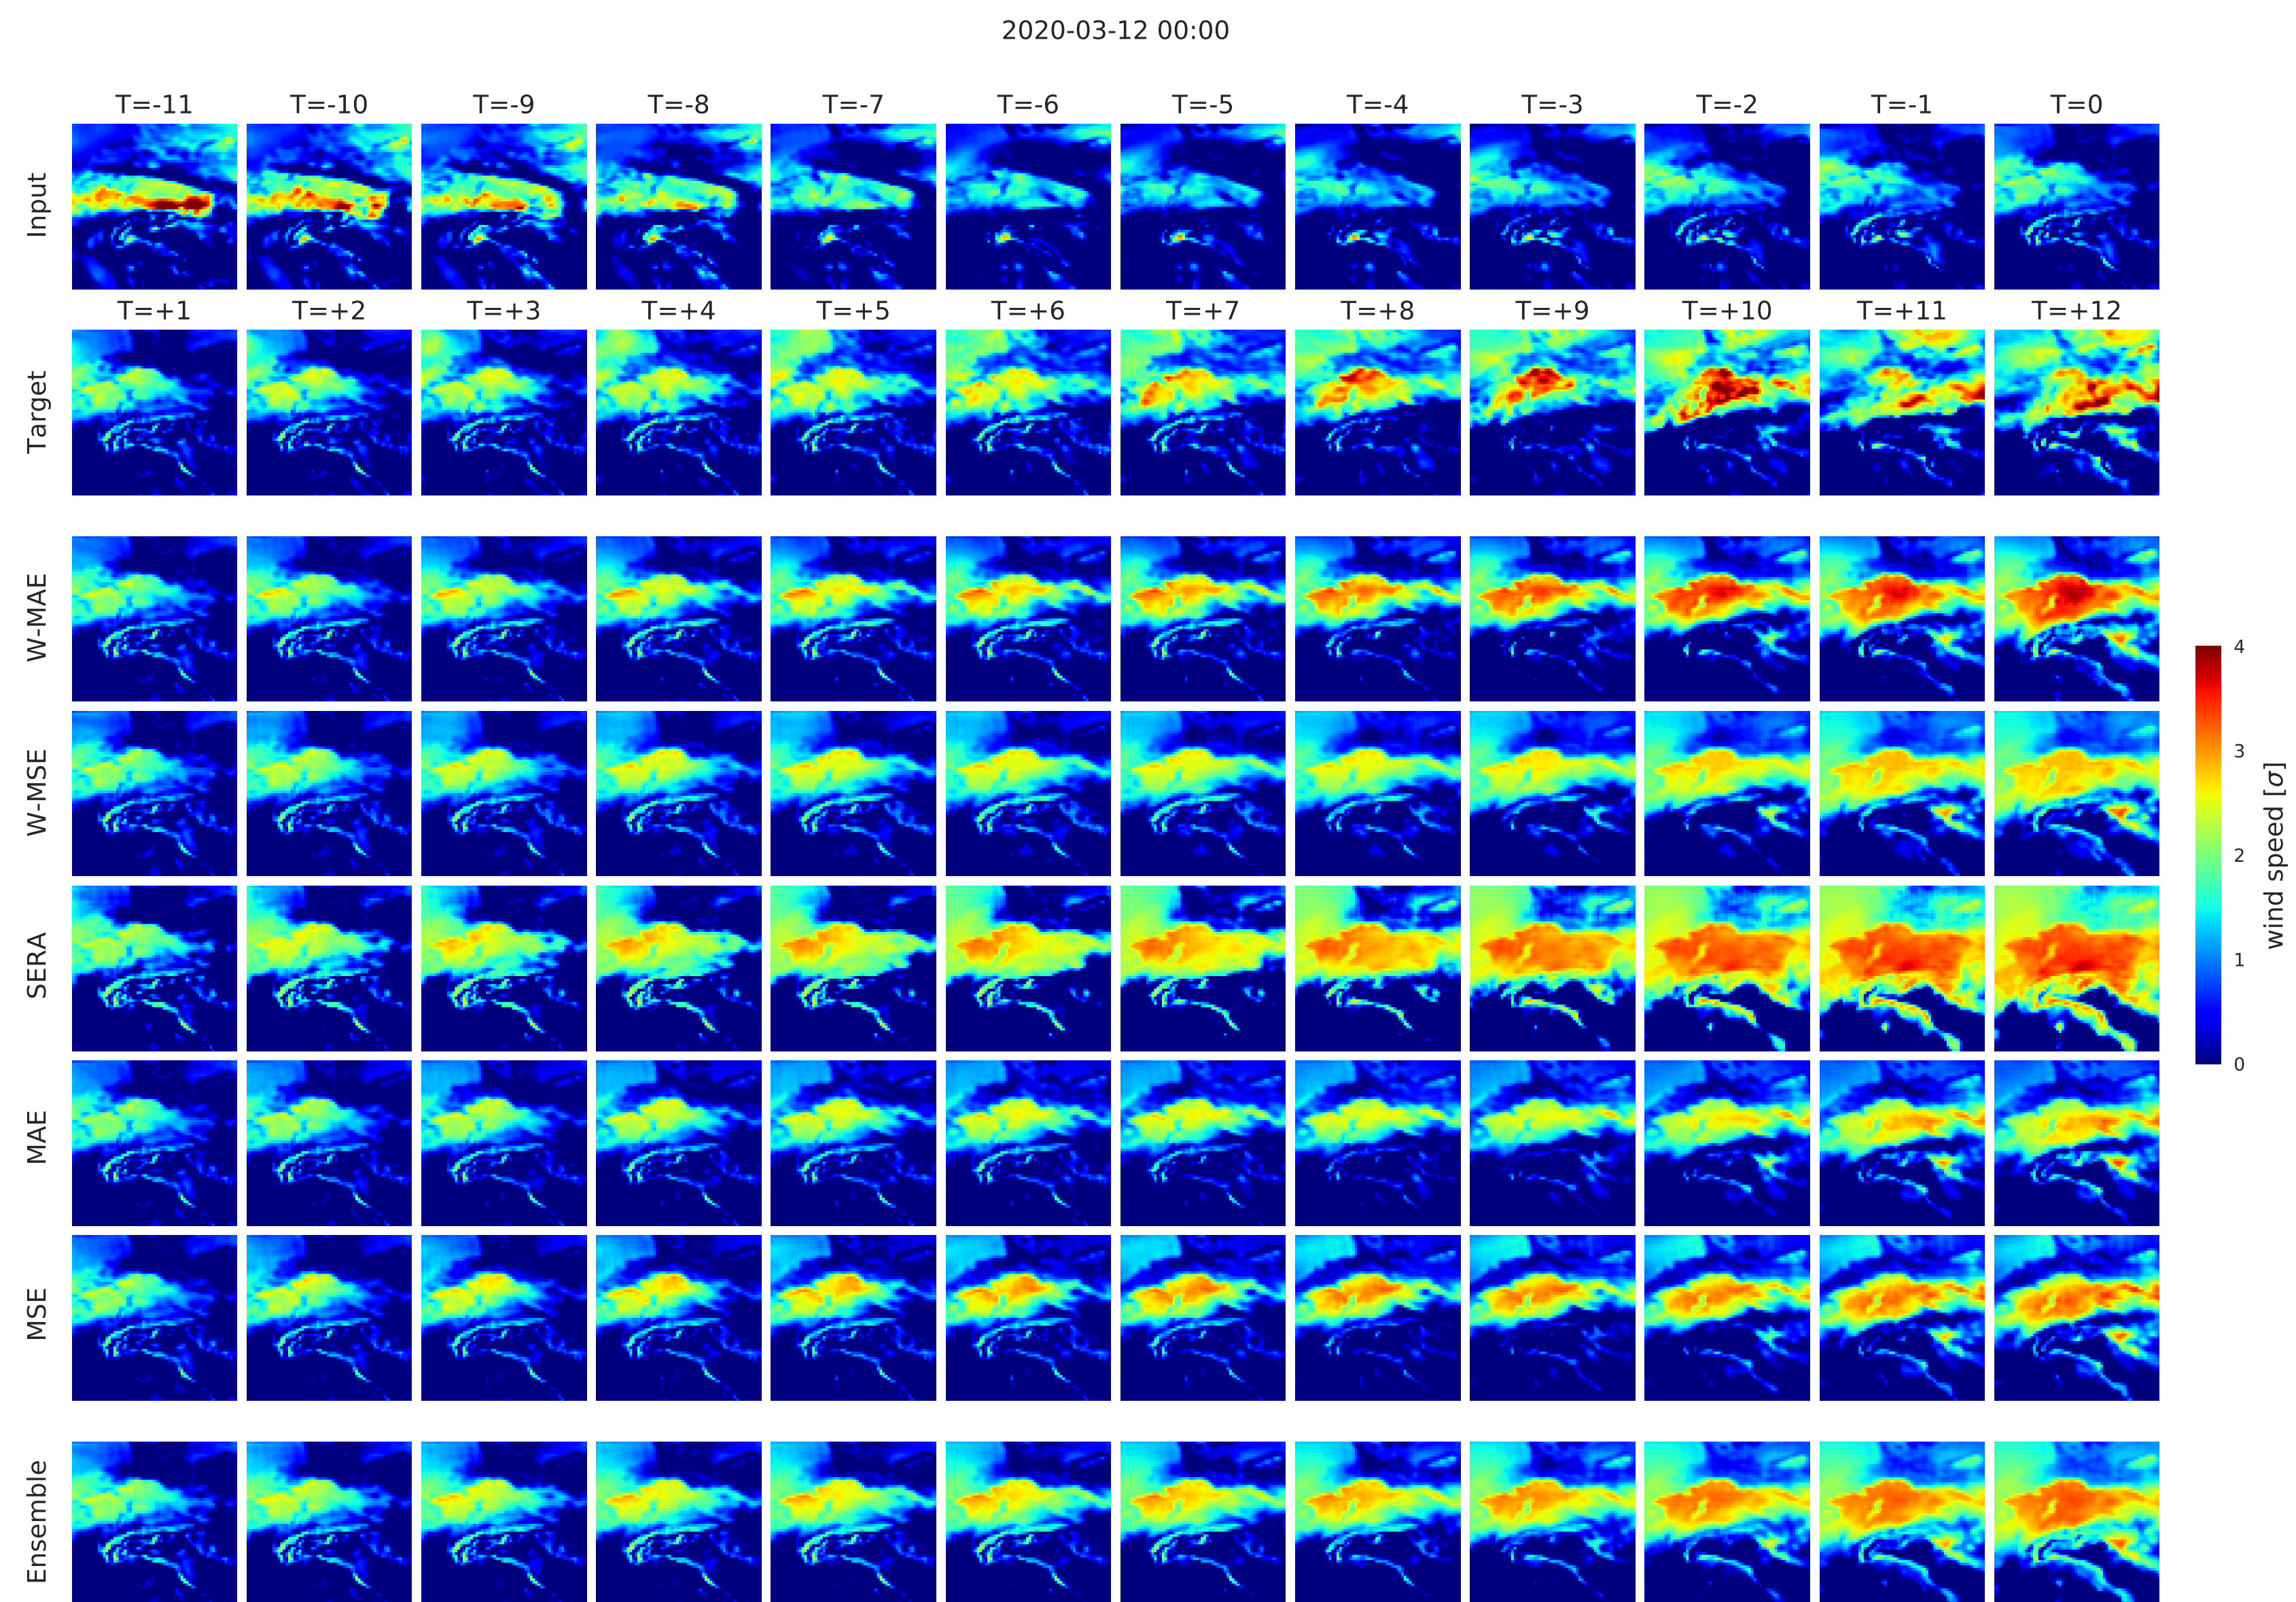 2020-03-12 00:00
T=-11 T=-10 T=-9 T=-8 T=-7 T=-6 T=-5 T=-4 T=-3 T=-2 T=-1 T=0
Input
T=+1 T=+2 T=+3 T=+4 T=+5 T=+6 T=+7 T=+8 T=+9 T=+10 T=+11 T=+12
Target
W-MAE
W-MSE
SERA
MAE
MSE
Ensemble
4
3
2
1
0
wind speed [σ]